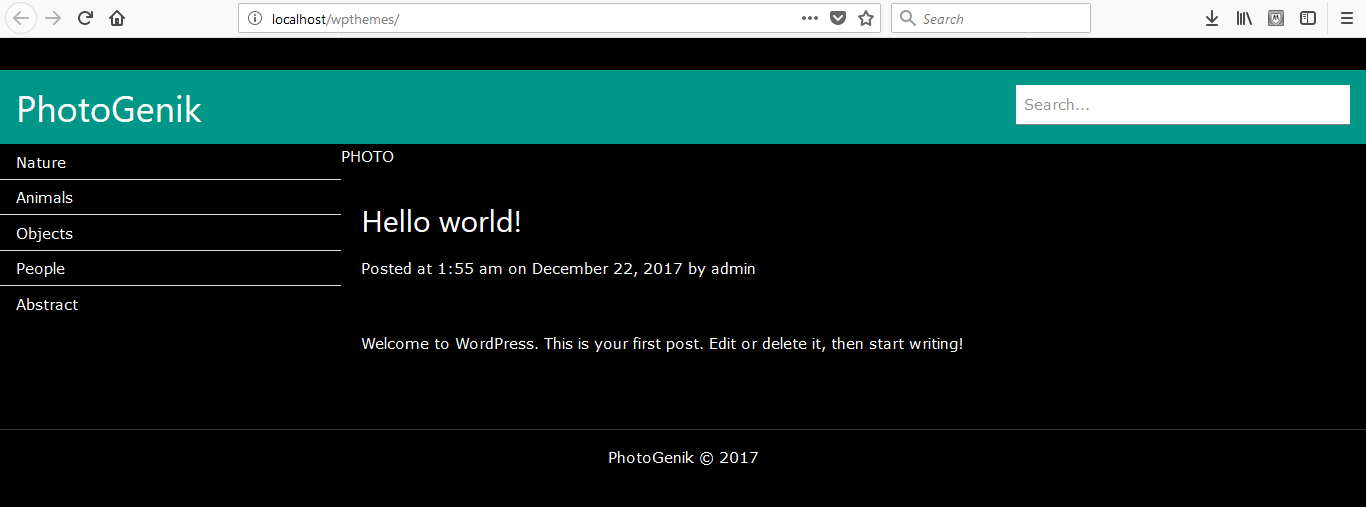 localhost/wpthemes/
Search
PhotoGenik
Search...
Nature
Animals
Objects
People
Abstract
PHOTO
Hello world!
Posted at 1:55 am on December 22, 2017 by admin
Welcome to WordPress. This is your first post. Edit or delete it, then start writing!
PhotoGenik © 2017